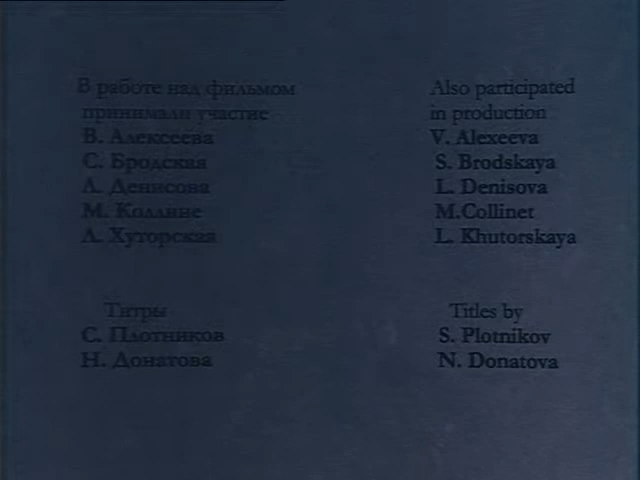 В работе над фильмом
принимали участие
В. Алексеева
С. Бродская
Л. Денисова
М. Коллине
Л. Хуторская
Титры
С. Плотников
Н. Донатова
Also participated
in production
V. Alexeeva
S. Brodskaya
L. Denisova
M.Collinet
L. Khutorskaya
Titles by
S. Plotnikov
N. Donatova